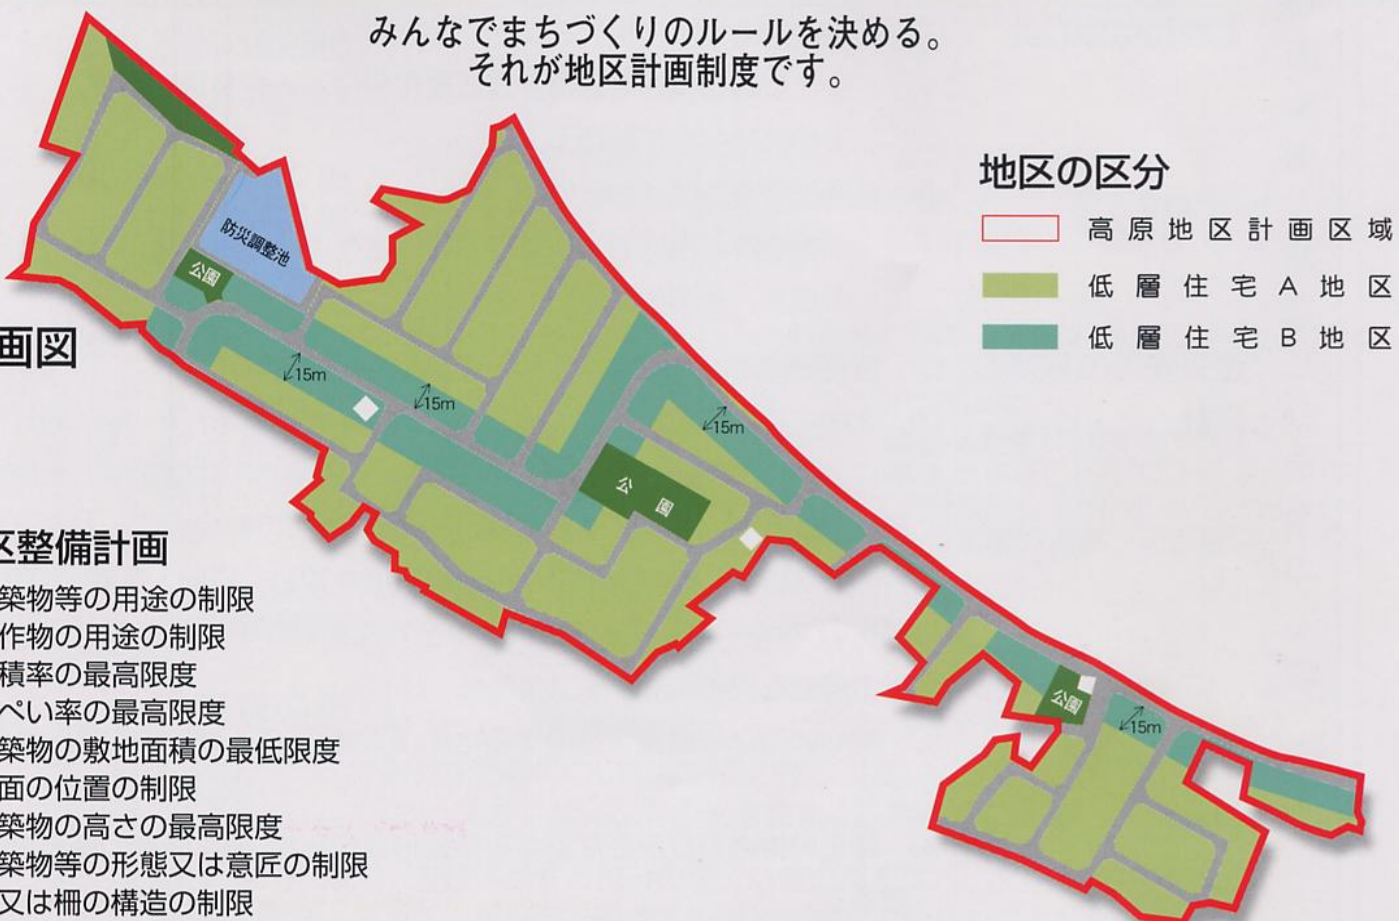 みんなでまちづくりのルールを決める。
それが地区計画制度です。
地区の区分
高原地区計画区域
低層住宅A地区
低層住宅B地区
防災調整池
公園
画図
15m
15m
15m
公園
区整備計画
築物等の用途の制限
作物の用途の制限
積率の最高限度
ぺい率の最高限度
築物の敷地面積の最低限度
面の位置の制限
築物の高さの最高限度
築物等の形態又は意匠の制限
又は柵の構造の制限
公園
15m